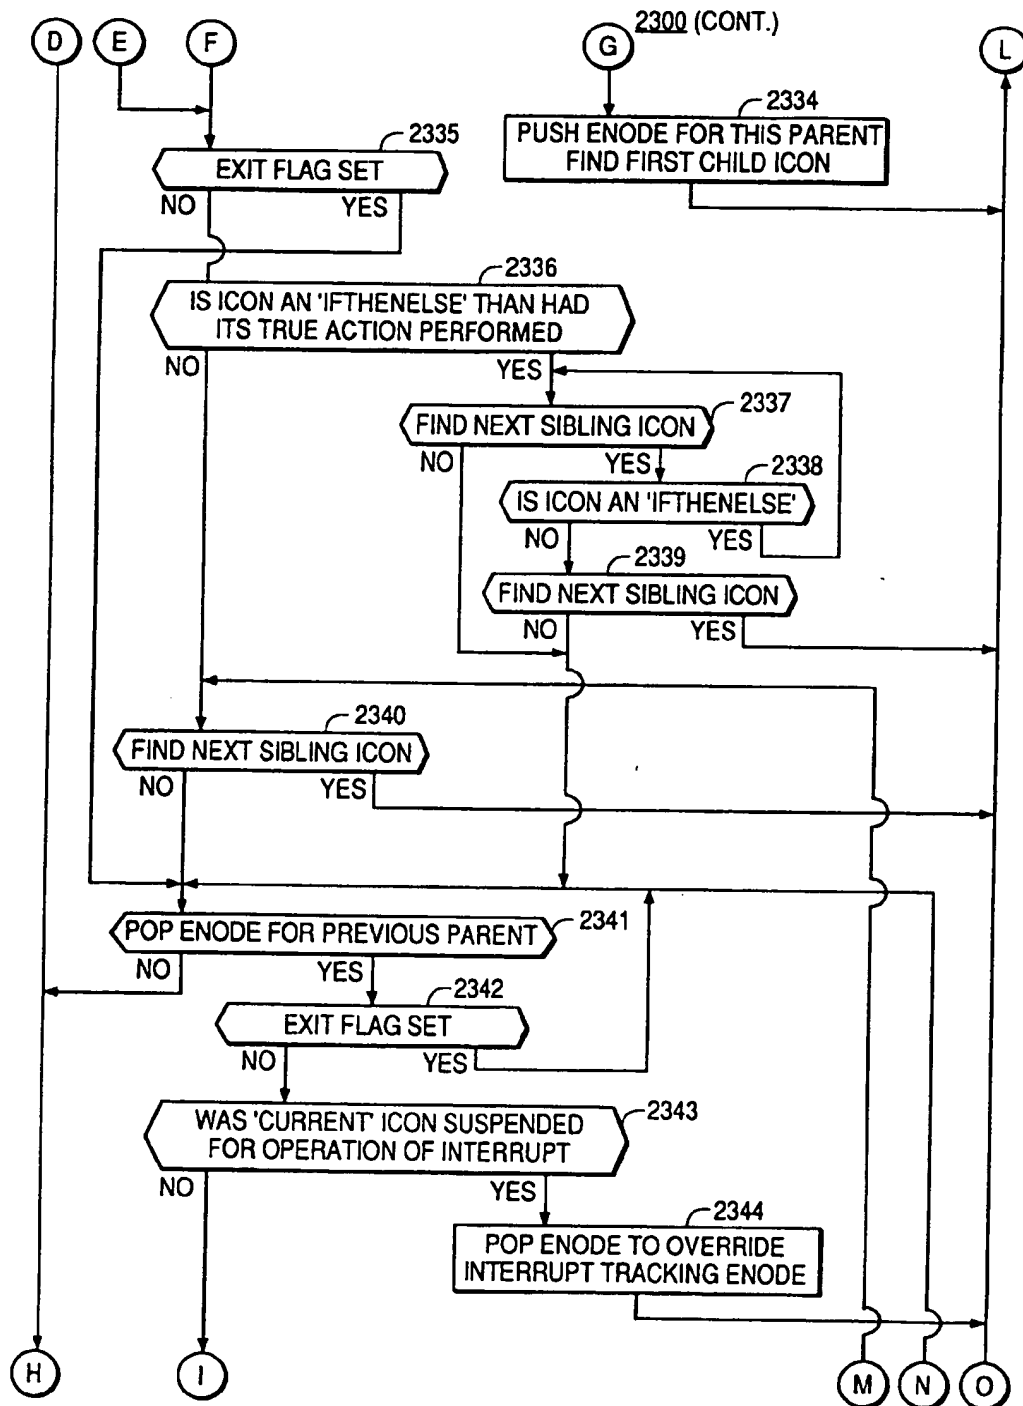 2300 (CONT.)
D
E
F
G
L
2334
PUSH ENODE FOR THIS PARENT
FIND FIRST CHILD ICON
2335
EXIT FLAG SET
NO
YES
2336
IS ICON AN 'IFTHENELSE' THAN HAD
ITS TRUE ACTION PERFORMED
NO
YES
2337
FIND NEXT SIBLING ICON
NO
YES
2338
IS ICON AN 'IFTHENELSE'
NO
YES
2339
FIND NEXT SIBLING ICON
NO
YES
2340
FIND NEXT SIBLING ICON
NO
YES
2341
POP ENODE FOR PREVIOUS PARENT
NO
YES
2342
EXIT FLAG SET
NO
YES
2343
WAS 'CURRENT' ICON SUSPENDED
FOR OPERATION OF INTERRUPT
NO
YES
2344
POP ENODE TO OVERRIDE
INTERRUPT TRACKING ENODE
H
I
M
N
O